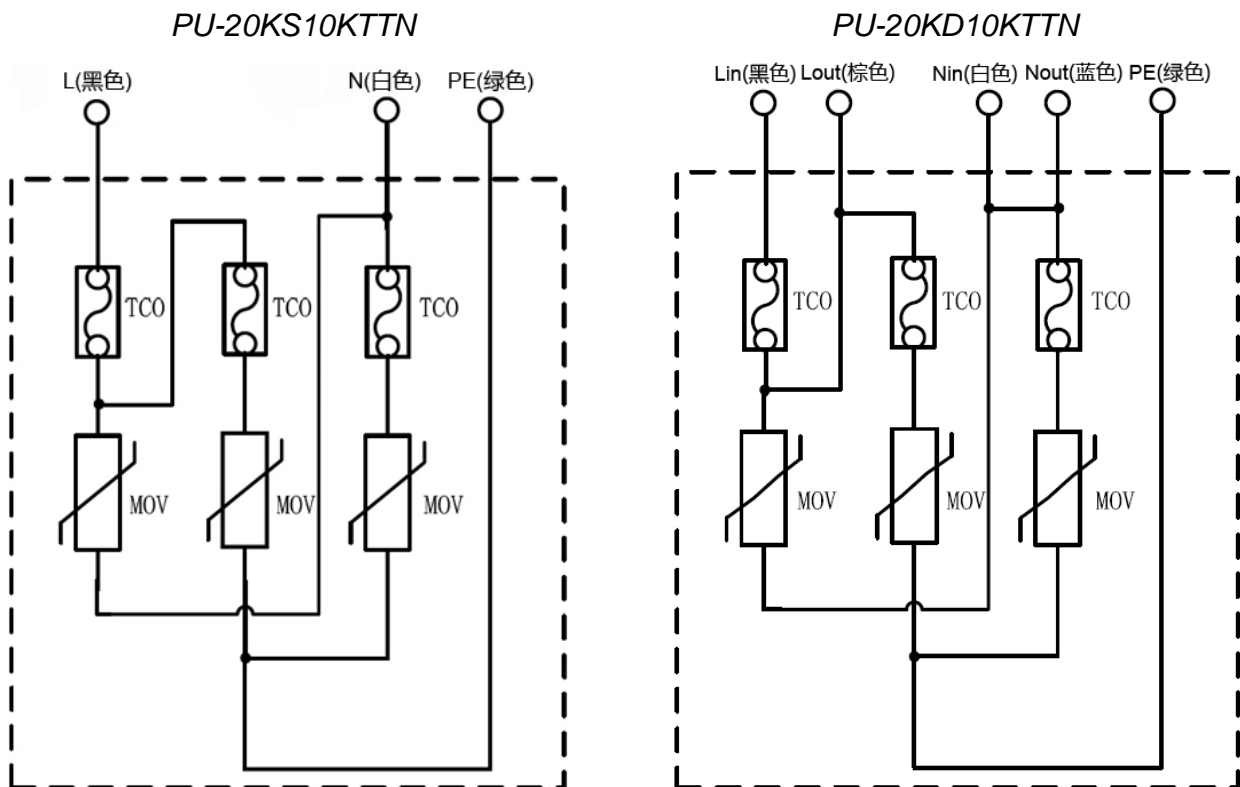 PU-20KS10KTTN
PU-20KD10KTTN
L(黑色)
N(白色)
PE(绿色)
Lin(黑色)
Lout(棕色)
Nin(白色)
Nout(蓝色)
PE(绿色)
TCO
TCO
TCO
TCO
TCO
TCO
MOV
MOV
MOV
MOV
MOV
MOV